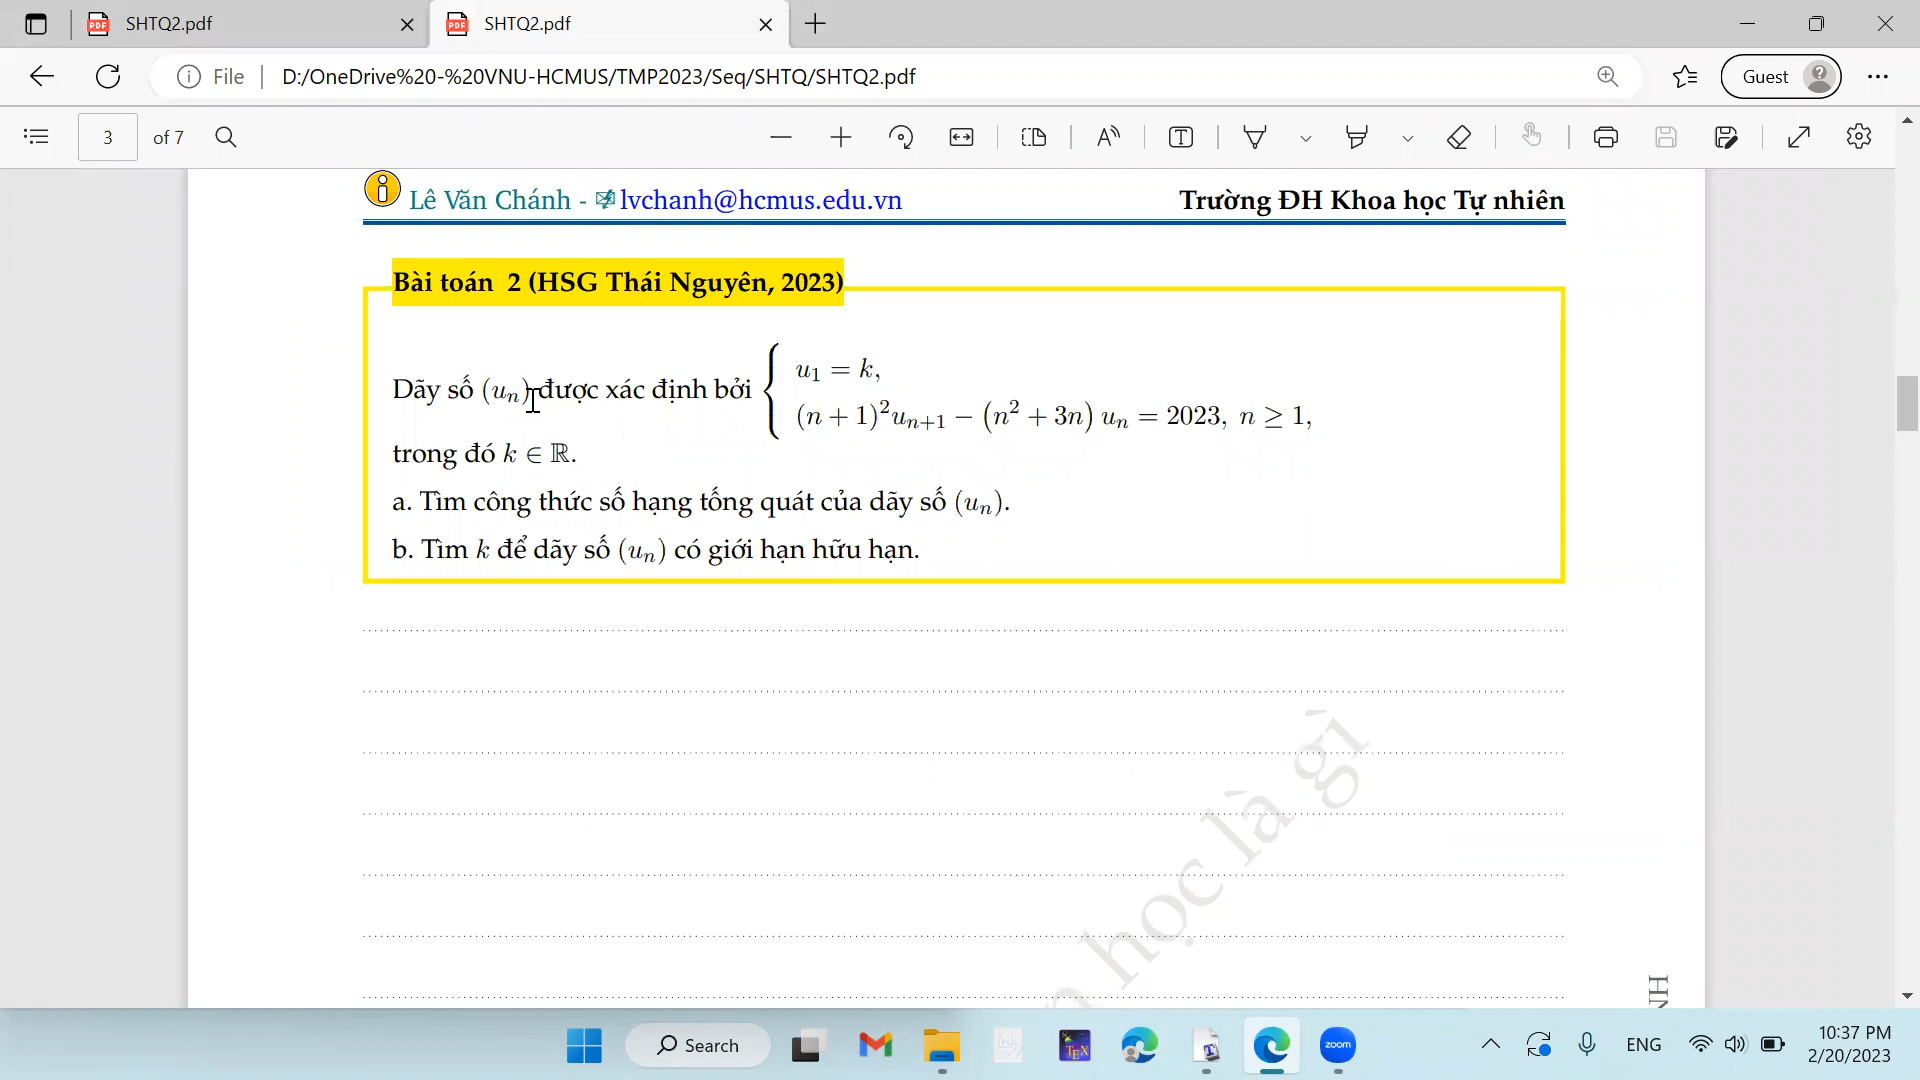 SHTQ2.pdf
SHTQ2.pdf
File
D:/OneDrive%20-%20VNU-HCMUS/TMP2023/Seq/SHTQ/SHTQ2.pdf
Guest
3 of 7
Lê Văn Chánh - lvchanh@hcmus.edu.vn Trường ĐH Khoa học Tự nhiên
Bài toán 2 (HSG Thái Nguyên, 2023)
u₁ = k,
Dãy số (uₙ) được xác định bởi {
(n + 1)²uₙ₊₁ − (n² + 3n) uₙ = 2023, n ≥ 1,
trong đó k ∈ ℝ.
a. Tìm công thức số hạng tổng quát của dãy số (uₙ).
b. Tìm k để dãy số (uₙ) có giới hạn hữu hạn.
học là gì
Search
TEX
zoom
ENG
10:37 PM
2/20/2023